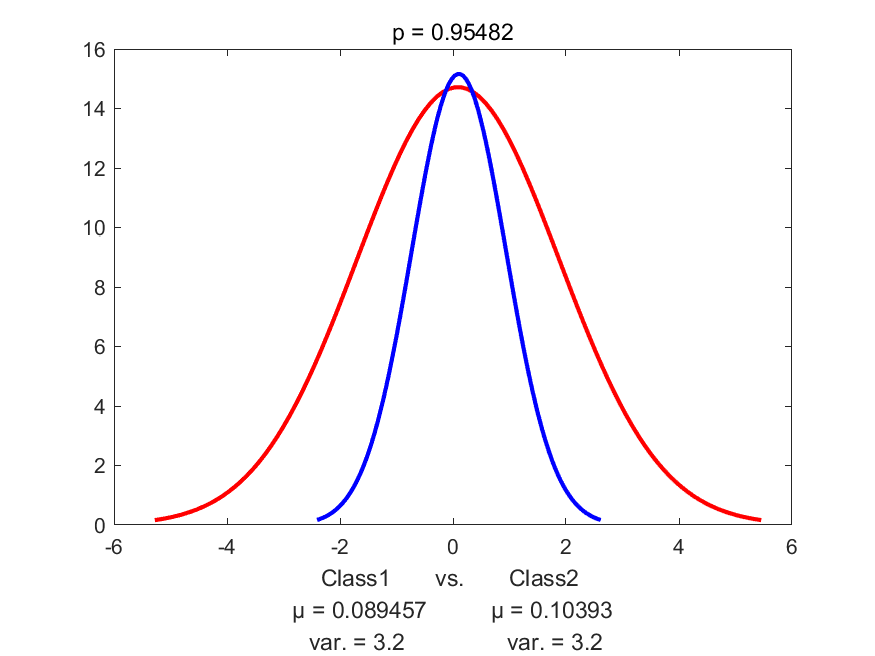 p = 0.95482
16
14
12
10
8
6
4
2
0
-6 -4 -2 0 2 4 6
Class1 vs. Class2
μ = 0.089457 μ = 0.10393
var. = 3.2 var. = 3.2